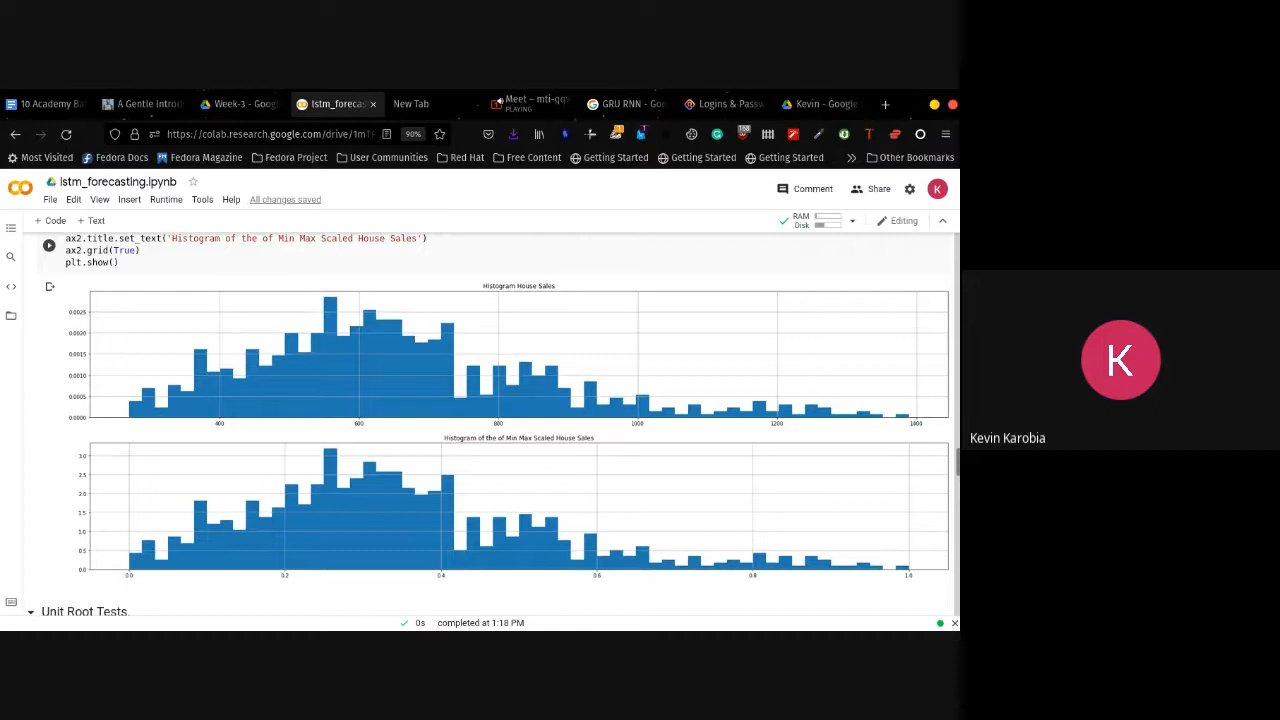 10 Academy Ba
A Gentle Introd
Week-3 - Googl
lstm_forecast
New Tab
Meet – mti-qqv
PLAYING
GRU RNN - Goo
Logins & Passw
Kevin - Google
https://colab.research.google.com/drive/1mT
90%
Most Visited
Fedora Docs
Fedora Magazine
Fedora Project
User Communities
Red Hat
Free Content
Getting Started
Getting Started
Getting Started
Other Bookmarks
lstm_forecasting.ipynb
Comment
Share
K
File Edit View Insert Runtime Tools Help All changes saved
+ Code + Text
RAM
Disk
Editing
ax2.title.set_text('Histogram of the of Min Max Scaled House Sales')
ax2.grid(True)
plt.show()
Histogram House Sales
0.0025
0.0020
0.0015
0.0010
0.0005
0.0000
400 600 800 1000 1200 1400
Histogram of the of Min Max Scaled House Sales
3.0
2.5
2.0
1.5
1.0
0.5
0.0
0.0 0.2 0.4 0.6 0.8 1.0
Unit Root Tests.
0s completed at 1:18 PM
K
Kevin Karobia